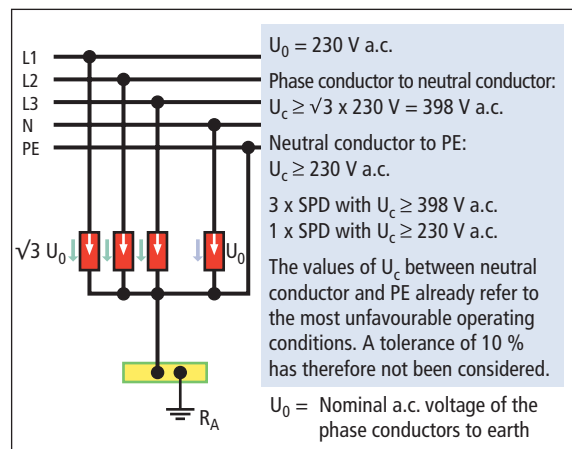 L1
L2
L3
N
PE
√3 U0
U0
RA
U0 = 230 V a.c.
Phase conductor to neutral conductor:
Uc ≥ √3 x 230 V = 398 V a.c.
Neutral conductor to PE:
Uc ≥ 230 V a.c.
3 x SPD with Uc ≥ 398 V a.c.
1 x SPD with Uc ≥ 230 V a.c.
The values of Uc between neutral
conductor and PE already refer to
the most unfavourable operating
conditions. A tolerance of 10 %
has therefore not been considered.
U0 = Nominal a.c. voltage of the
phase conductors to earth